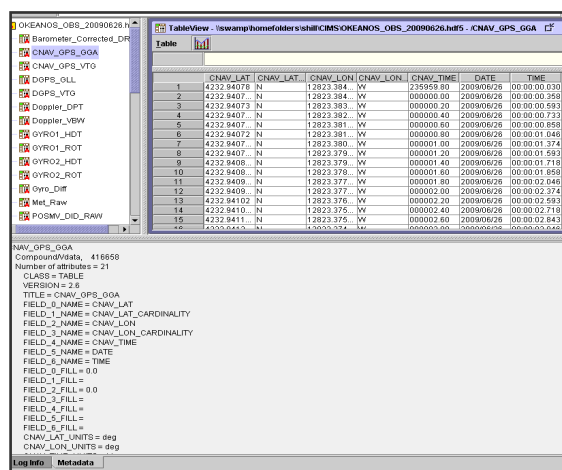 OKEANOS_OBS_20090626.h
Barometer_Corrected_DR
CNAV_GPS_GGA
CNAV_GPS_VTG
DGPS_GLL
DGPS_VTG
Doppler_DPT
Doppler_VBW
GYRO1_HDT
GYRO1_ROT
GYRO2_HDT
GYRO2_ROT
Gyro_Diff
Met_Raw
POSMV_DID_RAW
TableView - \\swamp\homefolders\shill\CIMS\OKEANOS_OBS_20090626.hdf5 - /CNAV_GPS_GGA
Table
CNAV_LAT CNAV_LAT... CNAV_LON CNAV_LON... CNAV_TIME DATE TIME
1 4232.94078 N 12823.384... W 235959.80 2009/06/26 00:00:00.030
2 4232.9407... N 12823.384... W 000000.00 2009/06/26 00:00:00.358
3 4232.94073 N 12823.383... W 000000.20 2009/06/26 00:00:00.593
4 4232.9407... N 12823.382... W 000000.40 2009/06/26 00:00:00.733
5 4232.9407... N 12823.381... W 000000.60 2009/06/26 00:00:00.858
6 4232.94072 N 12823.381... W 000000.80 2009/06/26 00:00:01.046
7 4232.9407... N 12823.380... W 000001.00 2009/06/26 00:00:01.374
8 4232.9407... N 12823.379... W 000001.20 2009/06/26 00:00:01.593
9 4232.9408... N 12823.379... W 000001.40 2009/06/26 00:00:01.718
10 4232.9408... N 12823.378... W 000001.60 2009/06/26 00:00:01.858
11 4232.9409... N 12823.377... W 000001.80 2009/06/26 00:00:02.046
12 4232.9409... N 12823.377... W 000002.00 2009/06/26 00:00:02.374
13 4232.94102 N 12823.376... W 000002.20 2009/06/26 00:00:02.593
14 4232.9410... N 12823.375... W 000002.40 2009/06/26 00:00:02.718
15 4232.9411... N 12823.375... W 000002.60 2009/06/26 00:00:02.843
NAV_GPS_GGA
Compound/Vdata, 416658
Number of attributes = 21
CLASS = TABLE
VERSION = 2.6
TITLE = CNAV_GPS_GGA
FIELD_0_NAME = CNAV_LAT
FIELD_1_NAME = CNAV_LAT_CARDINALITY
FIELD_2_NAME = CNAV_LON
FIELD_3_NAME = CNAV_LON_CARDINALITY
FIELD_4_NAME = CNAV_TIME
FIELD_5_NAME = DATE
FIELD_6_NAME = TIME
FIELD_0_FILL = 0.0
FIELD_1_FILL =
FIELD_2_FILL = 0.0
FIELD_3_FILL =
FIELD_4_FILL =
FIELD_5_FILL =
FIELD_6_FILL =
CNAV_LAT_UNITS = deg
CNAV_LON_UNITS = deg
Log Info Metadata